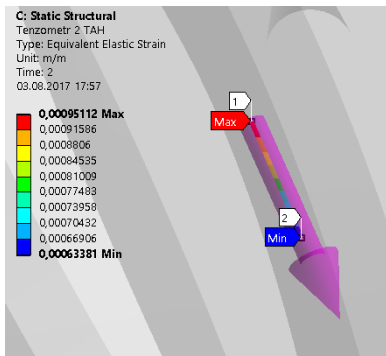 C: Static Structural
Tenzometr 2 TAH
Type: Equivalent Elastic Strain
Unit: m/m
Time: 2
03.08.2017 17:57
0,00095112 Max
0,00091586
0,0008806
0,00084535
0,00081009
0,00077483
0,00073958
0,00070432
0,00066906
0,00063381 Min
1
Max
2
Min